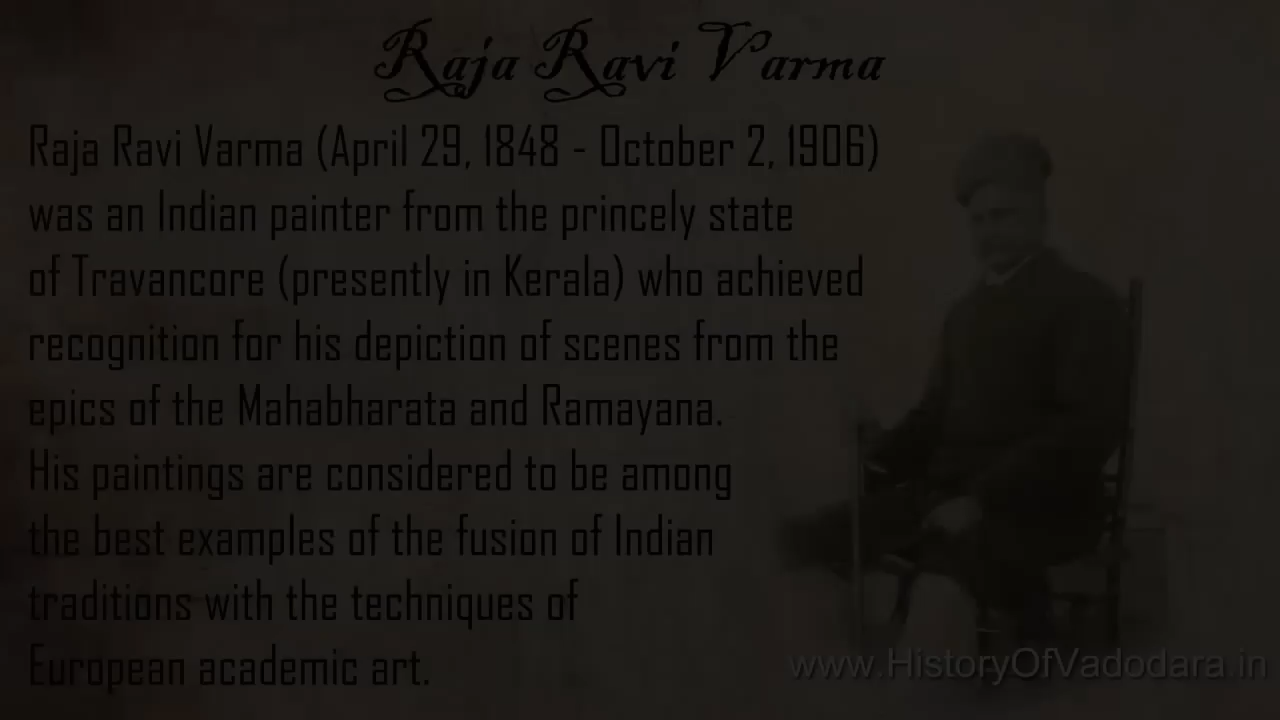 Raja Ravi Varma
Raja Ravi Varma (April 29, 1848 - October 2, 1906)
was an Indian painter from the princely state
of Travancore (presently in Kerala) who achieved
recognition for his depiction of scenes from the
epics of the Mahabharata and Ramayana.
His paintings are considered to be among
the best examples of the fusion of Indian
traditions with the techniques of
European academic art.
www.HistoryOfVadodara.in